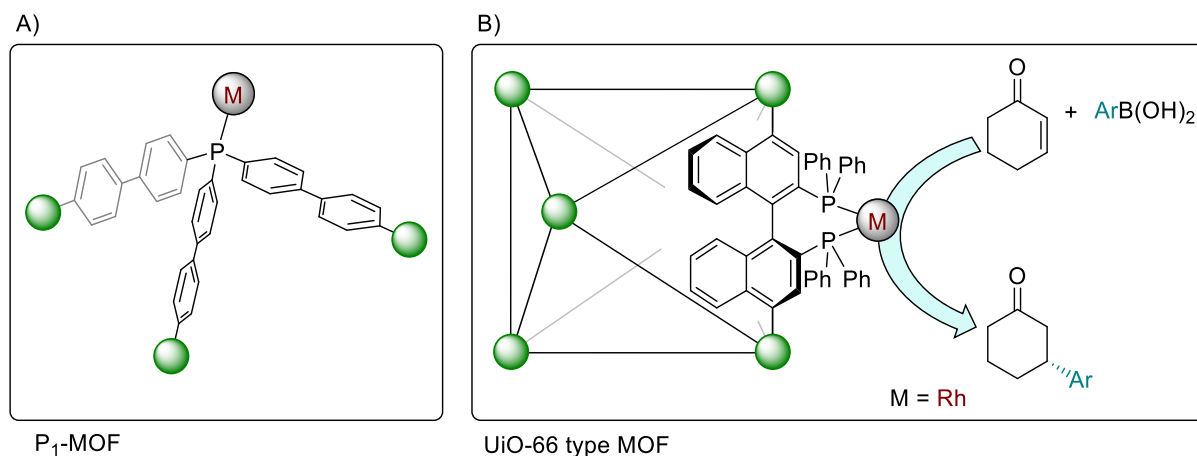 A)
B)
M
P
P₁-MOF
Ph
Ph
P
M
P
Ph
Ph
O
+
ArB(OH)₂
O
Ar
M = Rh
UiO-66 type MOF